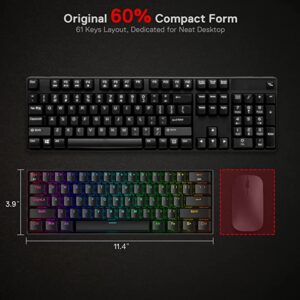 Original 60% Compact Form
61 Keys Layout, Dedicated for Neat Desktop
3.9"
11.4"